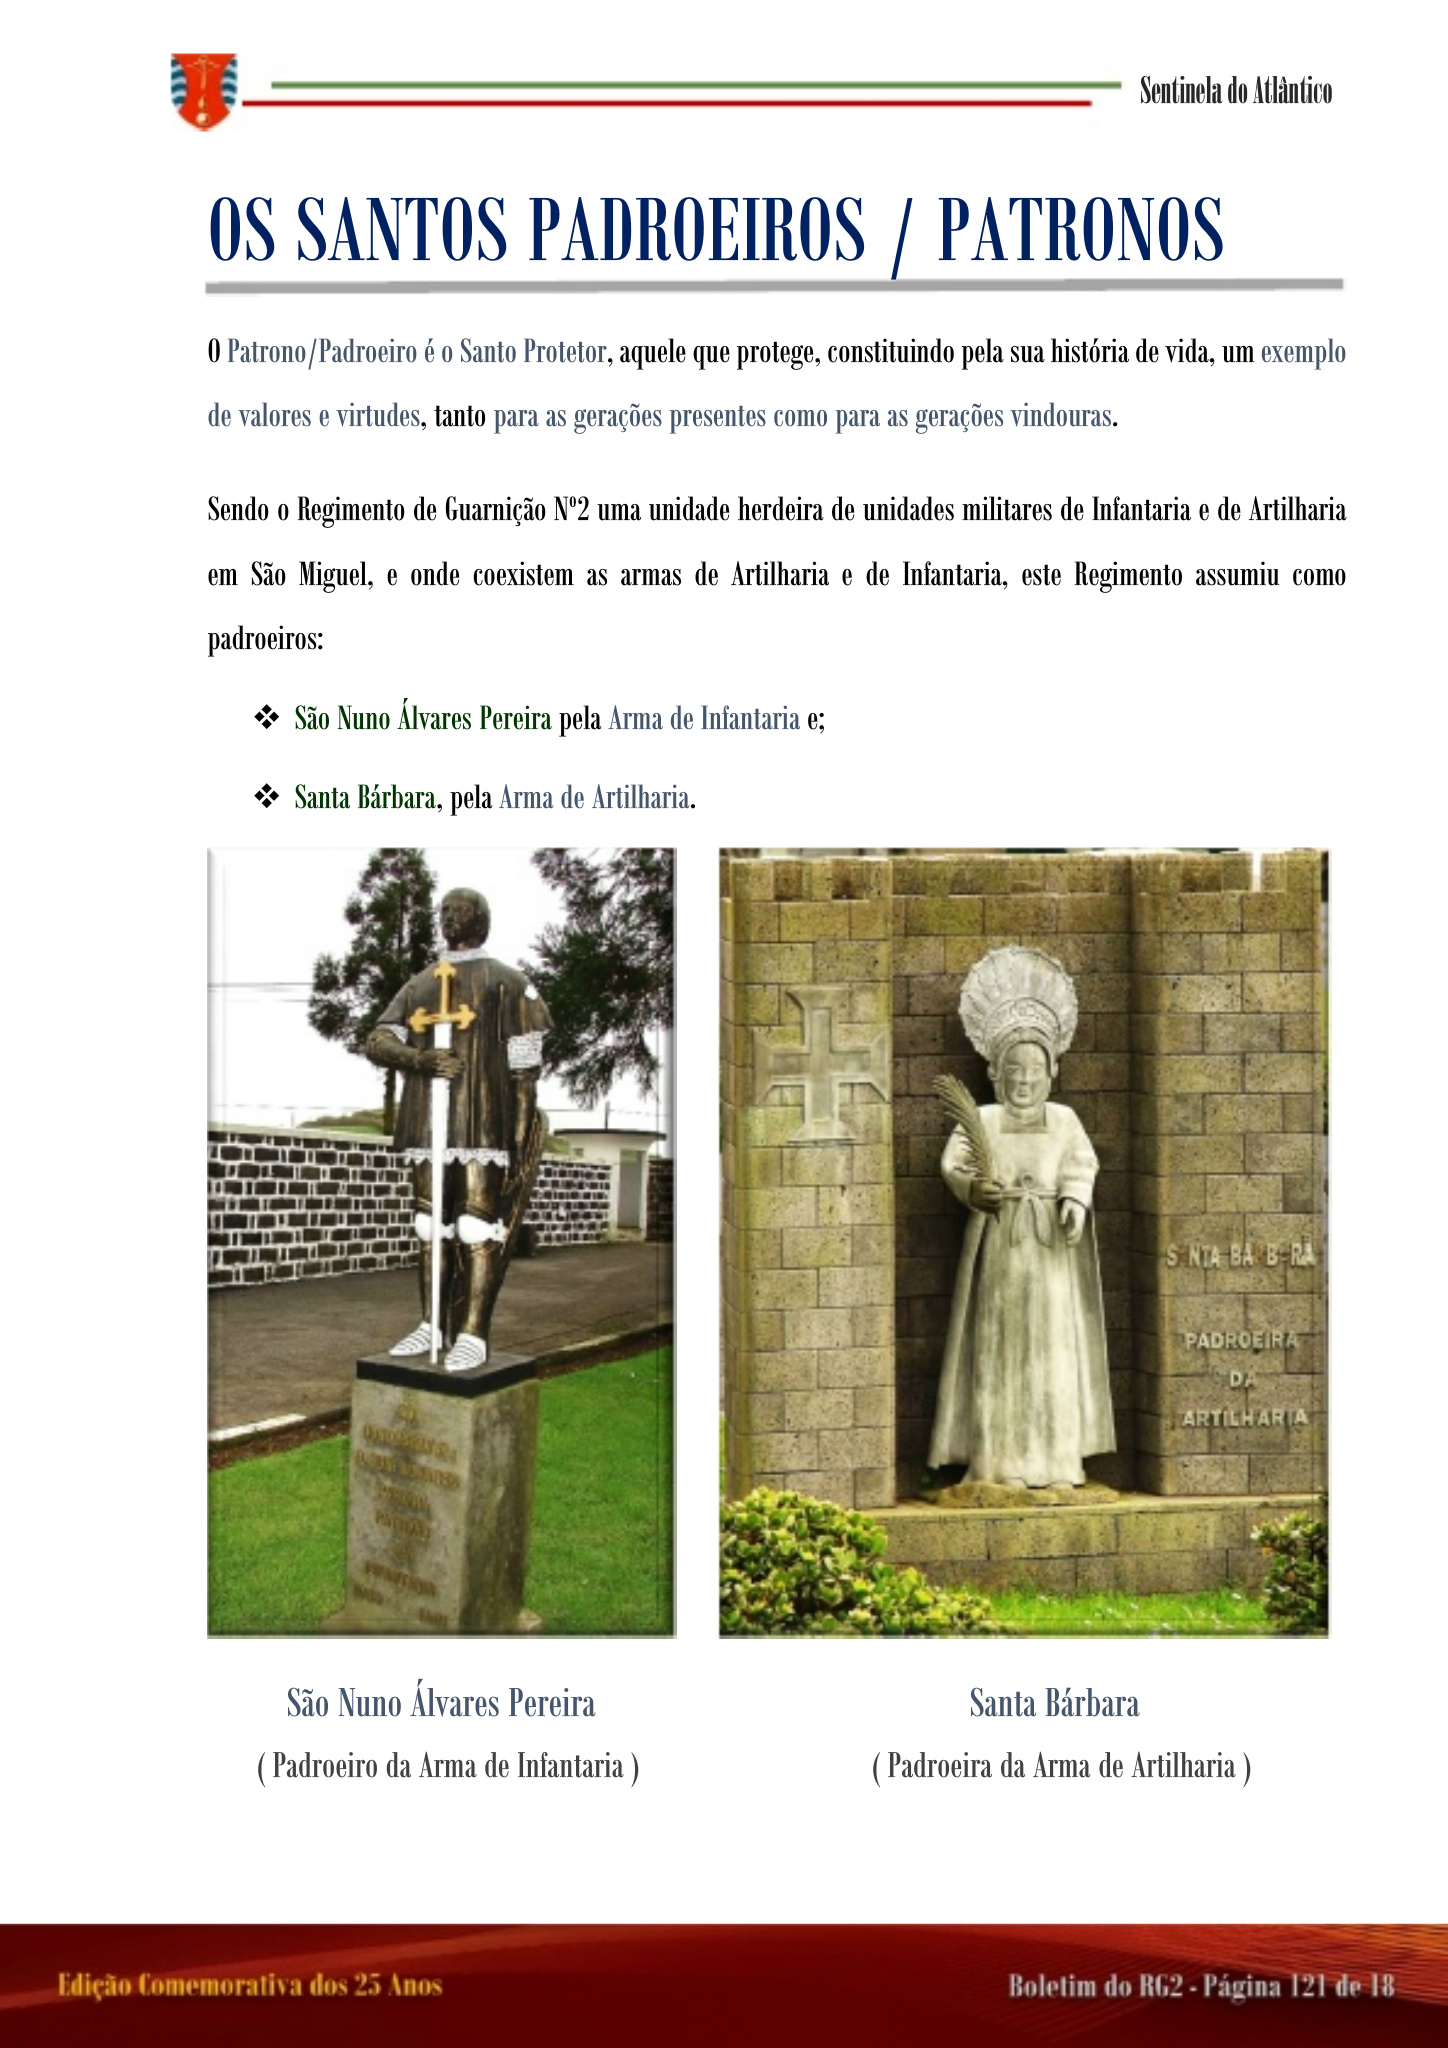 Sentinela do Atlântico
OS SANTOS PADROEIROS / PATRONOS
O Patrono/Padroeiro é o Santo Protetor, aquele que protege, constituindo pela sua história de vida, um exemplo
de valores e virtudes, tanto para as gerações presentes como para as gerações vindouras.
Sendo o Regimento de Guarnição Nº2 uma unidade herdeira de unidades militares de Infantaria e de Artilharia
em São Miguel, e onde coexistem as armas de Artilharia e de Infantaria, este Regimento assumiu como
padroeiros:
❖ São Nuno Álvares Pereira pela Arma de Infantaria e;
❖ Santa Bárbara, pela Arma de Artilharia.
S NTA BÁRB RA
PADROEIRA
DA
ARTILHARIA
São Nuno Álvares Pereira
( Padroeiro da Arma de Infantaria )
Santa Bárbara
( Padroeira da Arma de Artilharia )
Edição Comemorativa dos 25 Anos
Boletim do RG2 - Página 121 de 18